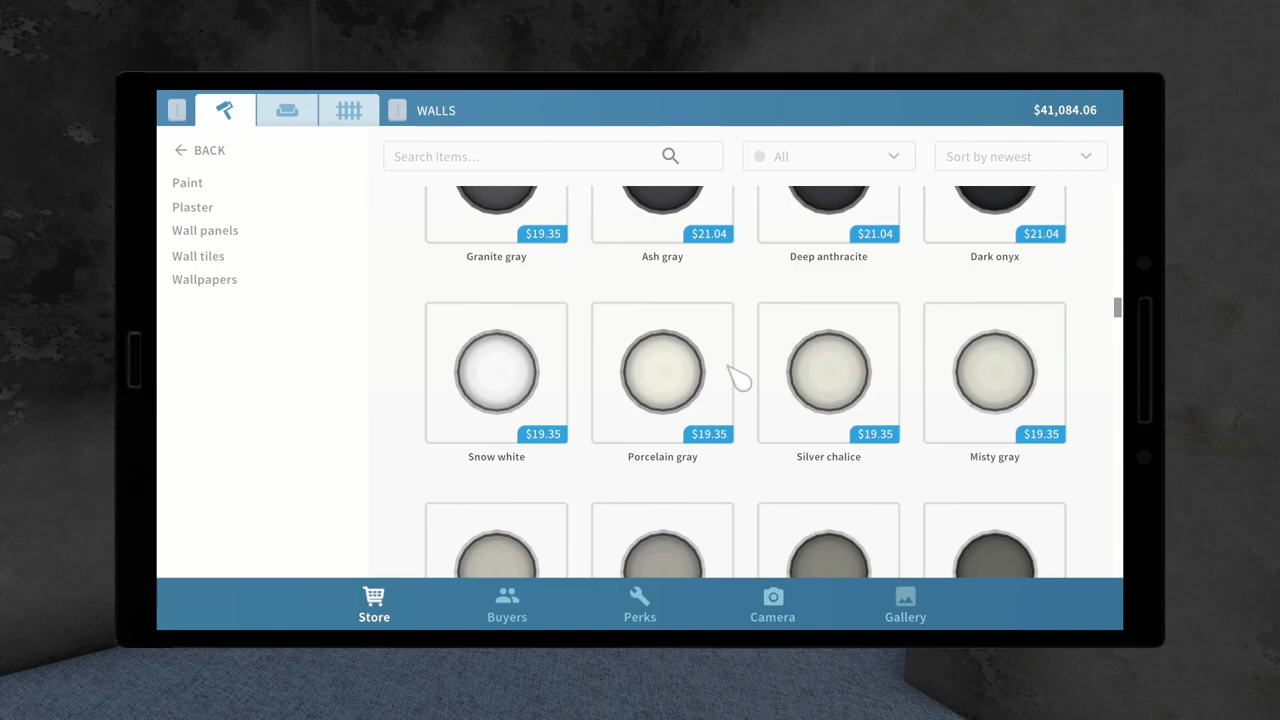 WALLS
$41,084.06
BACK
Search items...
All
Sort by newest
Paint
Plaster
Wall panels
Wall tiles
Wallpapers
$19.35
$21.04
$21.04
$21.04
Granite gray
Ash gray
Deep anthracite
Dark onyx
$19.35
$19.35
$19.35
$19.35
Snow white
Porcelain gray
Silver chalice
Misty gray
Store
Buyers
Perks
Camera
Gallery